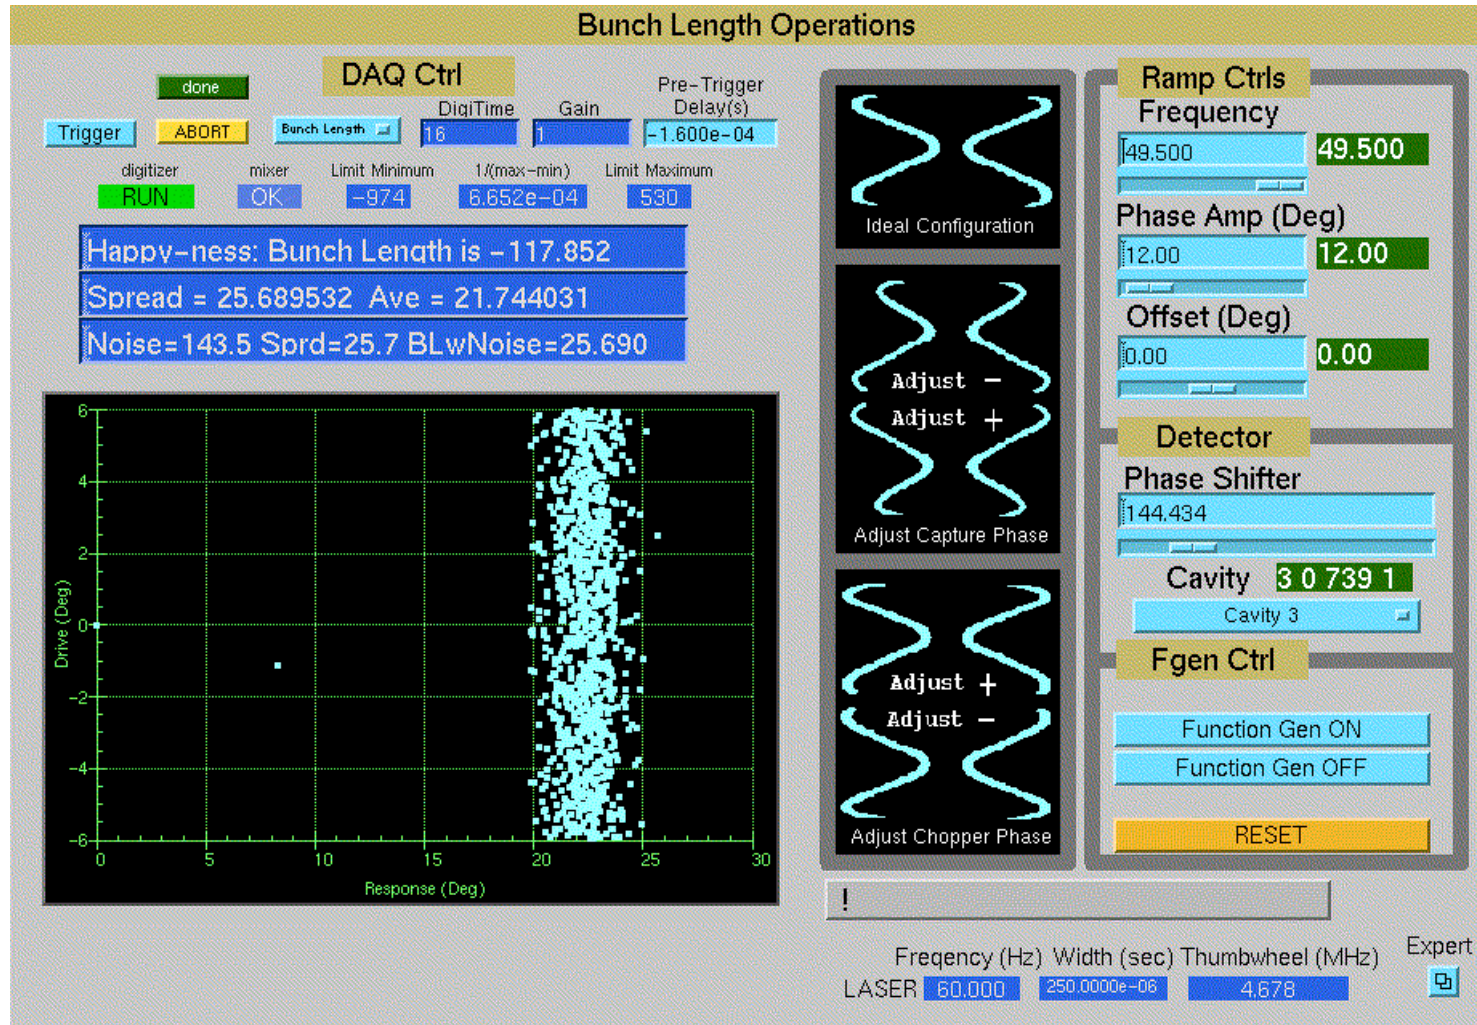 Bunch Length Operations
done
DAQ Ctrl
Trigger
ABORT
Bunch Length
DigiTime
16
Gain
1
Pre-Trigger
Delay(s)
-1.600e-04
digitizer
RUN
mixer
OK
Limit Minimum
-974
1/(max-min)
6.652e-04
Limit Maximum
530
Happy-ness: Bunch Length is -117.852
Spread = 25.689532 Ave = 21.744031
Noise=143.5 Sprd=25.7 BLwNoise=25.690
6
4
2
0
-2
-4
-6
Drive (Deg)
0 5 10 15 20 25 30
Response (Deg)
Ideal Configuration
Adjust -
Adjust +
Adjust Capture Phase
Adjust +
Adjust -
Adjust Chopper Phase
Ramp Ctrls
Frequency
49.500 49.500
Phase Amp (Deg)
12.00 12.00
Offset (Deg)
0.00 0.00
Detector
Phase Shifter
144.434
Cavity 3 0 739 1
Cavity 3
Fgen Ctrl
Function Gen ON
Function Gen OFF
RESET
!
Freqency (Hz) Width (sec) Thumbwheel (MHz)
LASER 60.000 250.0000e-06 4.678
Expert